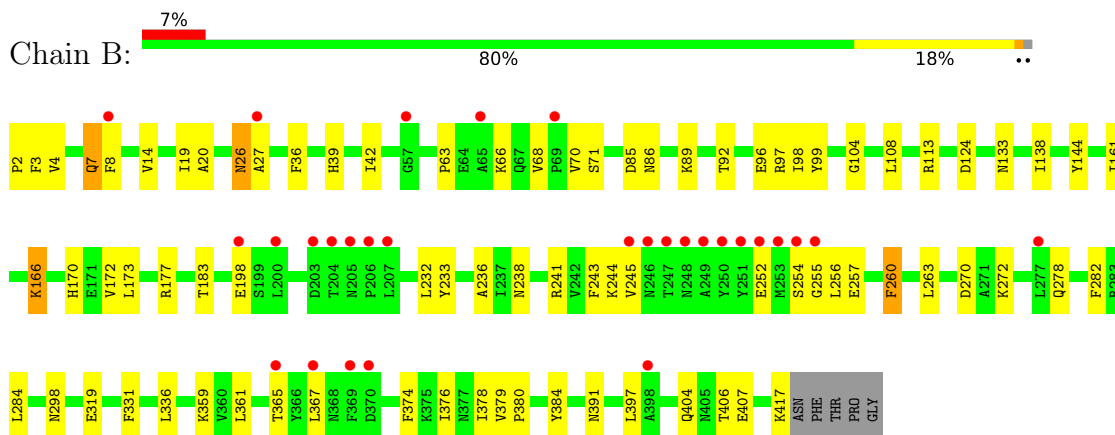 7%
Chain B:
80%
18%
••
P2 F3 V4 Q7 F8 V14 I19 A20 N26 A27 F36 H39 I42 G57 P63 E64 A65 K66 Q67 V68 P69 V70 S71 D85 N86 K89 T92 E96 R97 I98 Y99 G104 L108 R113 D124 N133 I138 Y144 I161
K166 H170 E171 V172 L173 R177 T183 E198 S199 L200 D203 T204 N205 P206 L207 L232 Y233 A236 I237 N238 R241 V242 F243 K244 V245 N246 T247 N248 A249 Y250 Y251 E252 M253 S254 G255 L256 E257 F260 L263 D270 A271 K272 L277 Q278 F282 R283
L284 N298 E319 F331 L336 K359 V360 L361 T365 Y366 L367 N368 F369 D370 F374 K375 I376 N377 I378 V379 P380 Y384 N391 L397 A398 Q404 N405 T406 E407 K417 ASN PHE THR PRO GLY